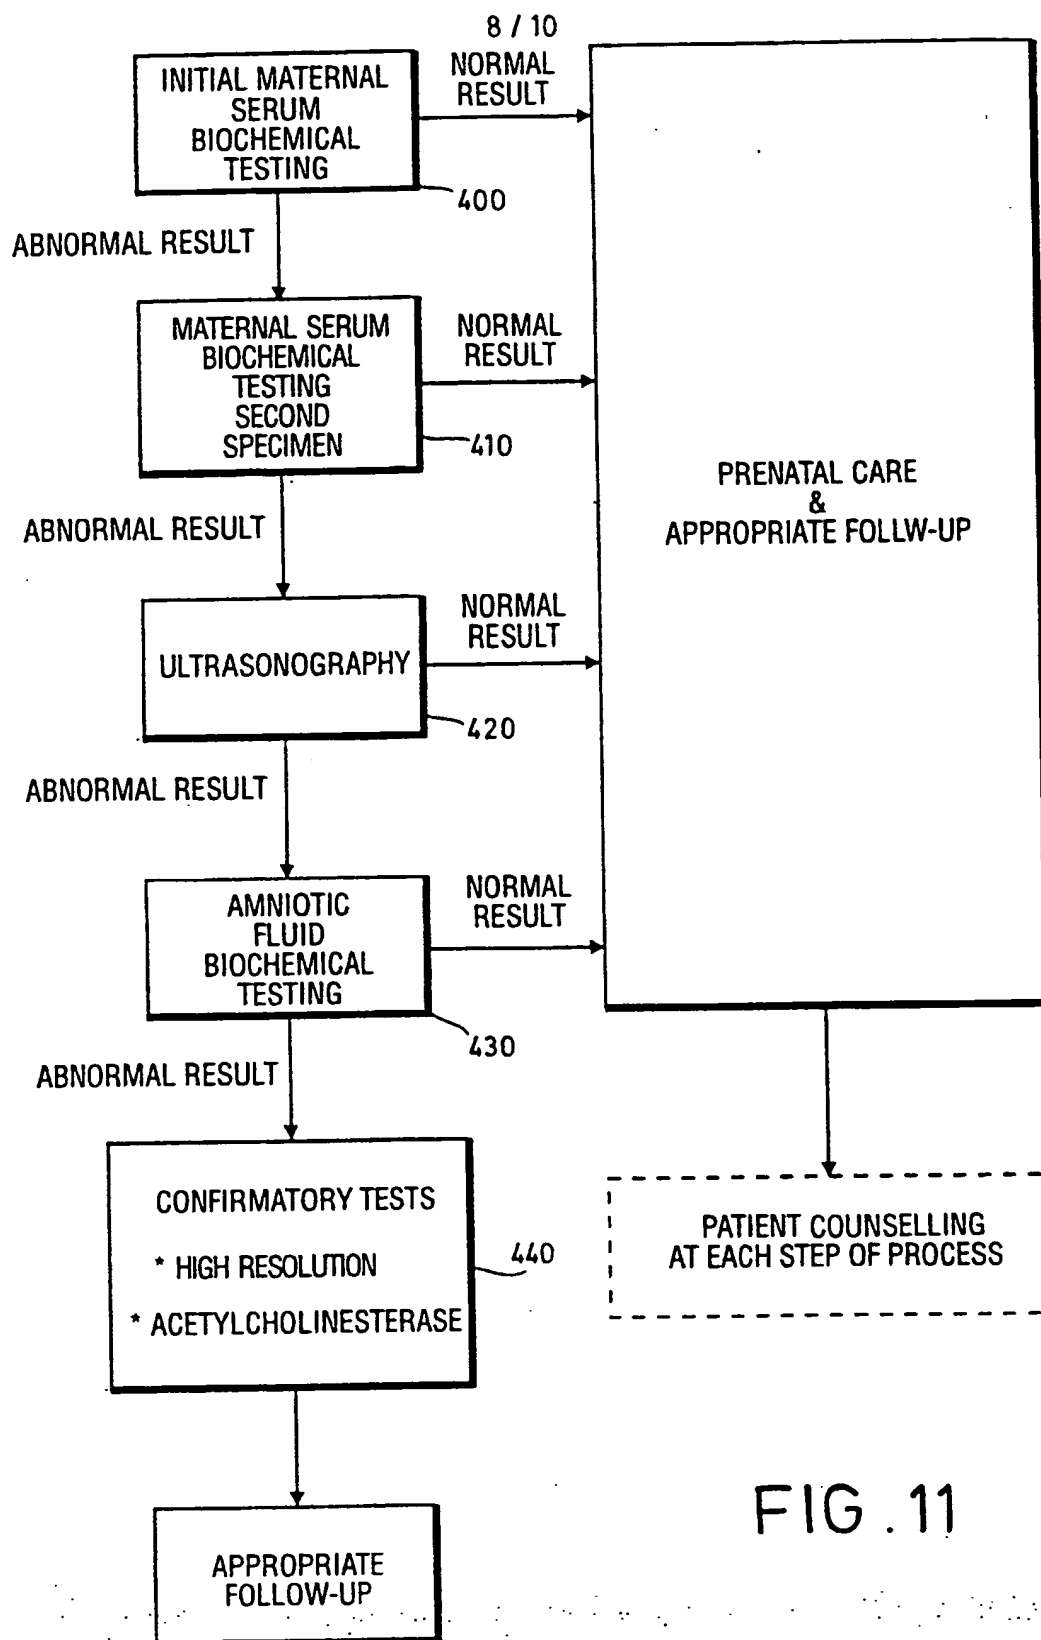 8 / 10
INITIAL MATERNAL
SERUM
BIOCHEMICAL
TESTING
400
NORMAL
RESULT
ABNORMAL RESULT
MATERNAL SERUM
BIOCHEMICAL
TESTING
SECOND
SPECIMEN
410
NORMAL
RESULT
ABNORMAL RESULT
ULTRASONOGRAPHY
420
NORMAL
RESULT
ABNORMAL RESULT
AMNIOTIC
FLUID
BIOCHEMICAL
TESTING
430
NORMAL
RESULT
ABNORMAL RESULT
CONFIRMATORY TESTS
* HIGH RESOLUTION
* ACETYLCHOLINESTERASE
440
APPROPRIATE
FOLLOW-UP
PRENATAL CARE
&
APPROPRIATE FOLLW-UP
PATIENT COUNSELLING
AT EACH STEP OF PROCESS
FIG.11